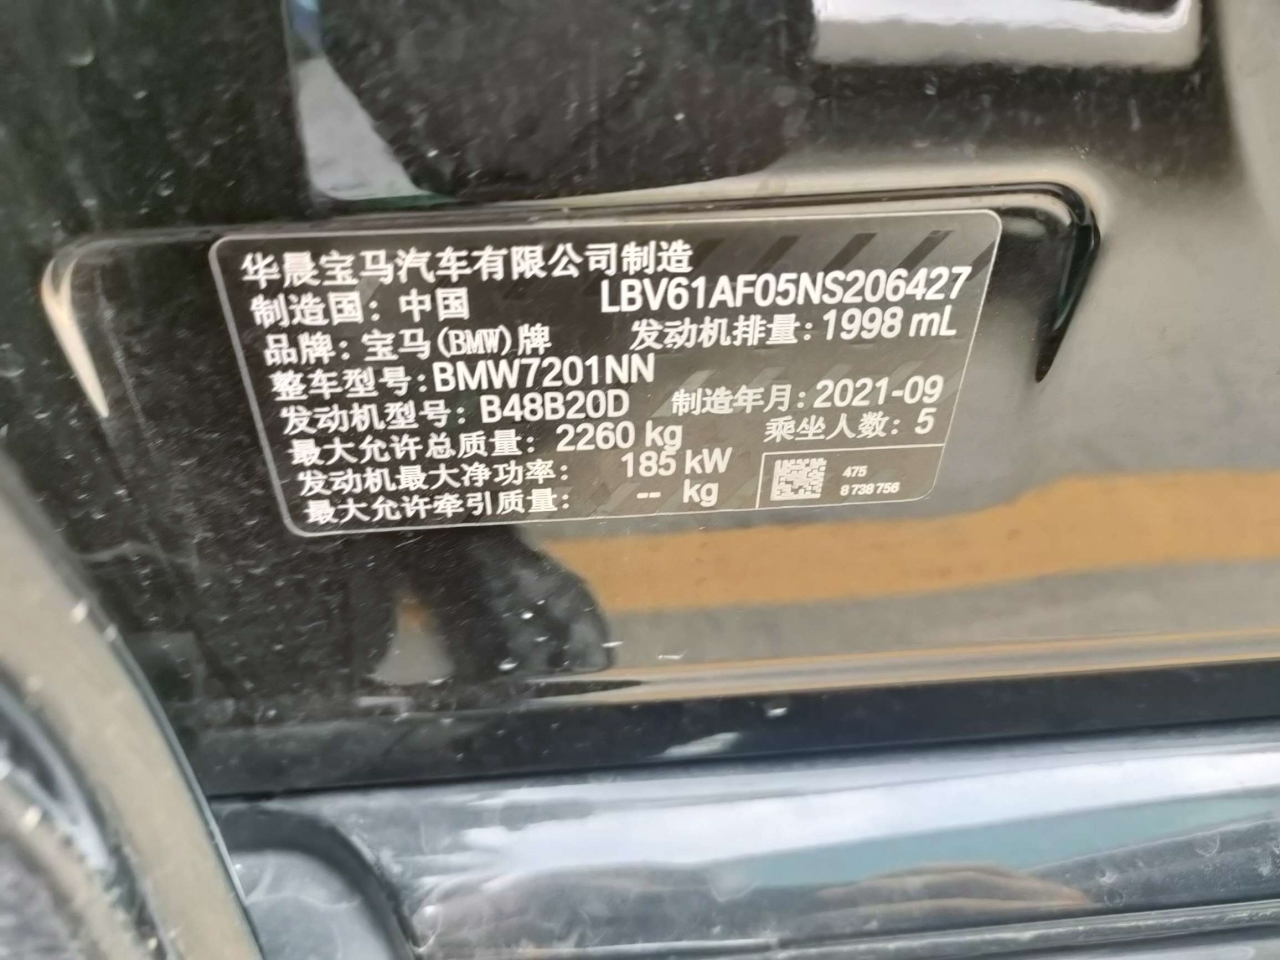 华晨宝马汽车有限公司制造
制造国：中国 LBV61AF05NS206427
品牌：宝马(BMW)牌 发动机排量：1998 mL
整车型号：BMW7201NN
发动机型号：B48B20D 制造年月：2021-09
最大允许总质量：2260 kg 乘坐人数：5
发动机最大净功率：185 kW
最大允许牵引质量：-- kg
475
8 738 756